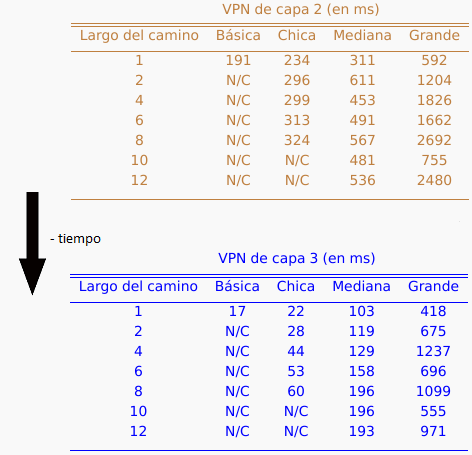 VPN de capa 2 (en ms)
Largo del camino Básica Chica Mediana Grande
1 191 234 311 592
2 N/C 296 611 1204
4 N/C 299 453 1826
6 N/C 313 491 1662
8 N/C 324 567 2692
10 N/C N/C 481 755
12 N/C N/C 536 2480
- tiempo
VPN de capa 3 (en ms)
Largo del camino Básica Chica Mediana Grande
1 17 22 103 418
2 N/C 28 119 675
4 N/C 44 129 1237
6 N/C 53 158 696
8 N/C 60 196 1099
10 N/C N/C 196 555
12 N/C N/C 193 971